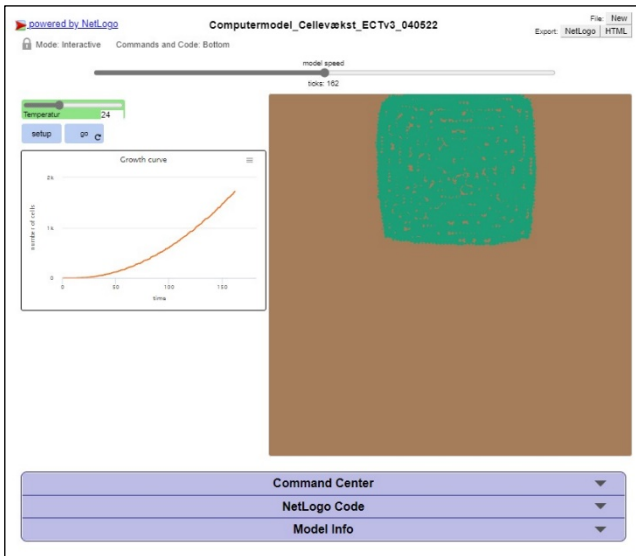 powered by NetLogo
Computermodel_Cellevækst_ECTv3_040522
File: New
Export: NetLogo HTML
Mode: Interactive Commands and Code: Bottom
model speed
ticks: 162
Temperatur 24
setup go
Growth curve
number of cells
2k
1k
0
0 50 100 150
time
Command Center
NetLogo Code
Model Info